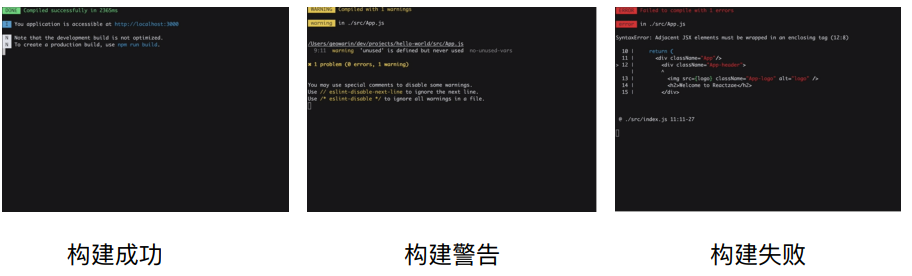 DONE Compiled successfully in 2365ms
I You application is accessible at http://localhost:3000
N Note that the development build is not optimized.
N To create a production build, use npm run build.
WARNING Compiled with 1 warnings
warning in ./src/App.js
/Users/geowarin/dev/projects/hello-world/src/App.js
9:11 warning 'unused' is defined but never used no-unused-vars
✖ 1 problem (0 errors, 1 warning)
You may use special comments to disable some warnings.
Use // eslint-disable-next-line to ignore the next line.
Use /* eslint-disable */ to ignore all warnings in a file.
ERROR Failed to compile with 1 errors
error in ./src/App.js
SyntaxError: Adjacent JSX elements must be wrapped in an enclosing tag (12:8)
10 | return (
11 | <div className="App"/>
> 12 | <div className="App-header">
| ^
13 | <img src={logo} className="App-logo" alt="logo" />
14 | <h2>Welcome to Reactzoe</h2>
15 | </div>
@ ./src/index.js 11:11-27
构建成功
构建警告
构建失败